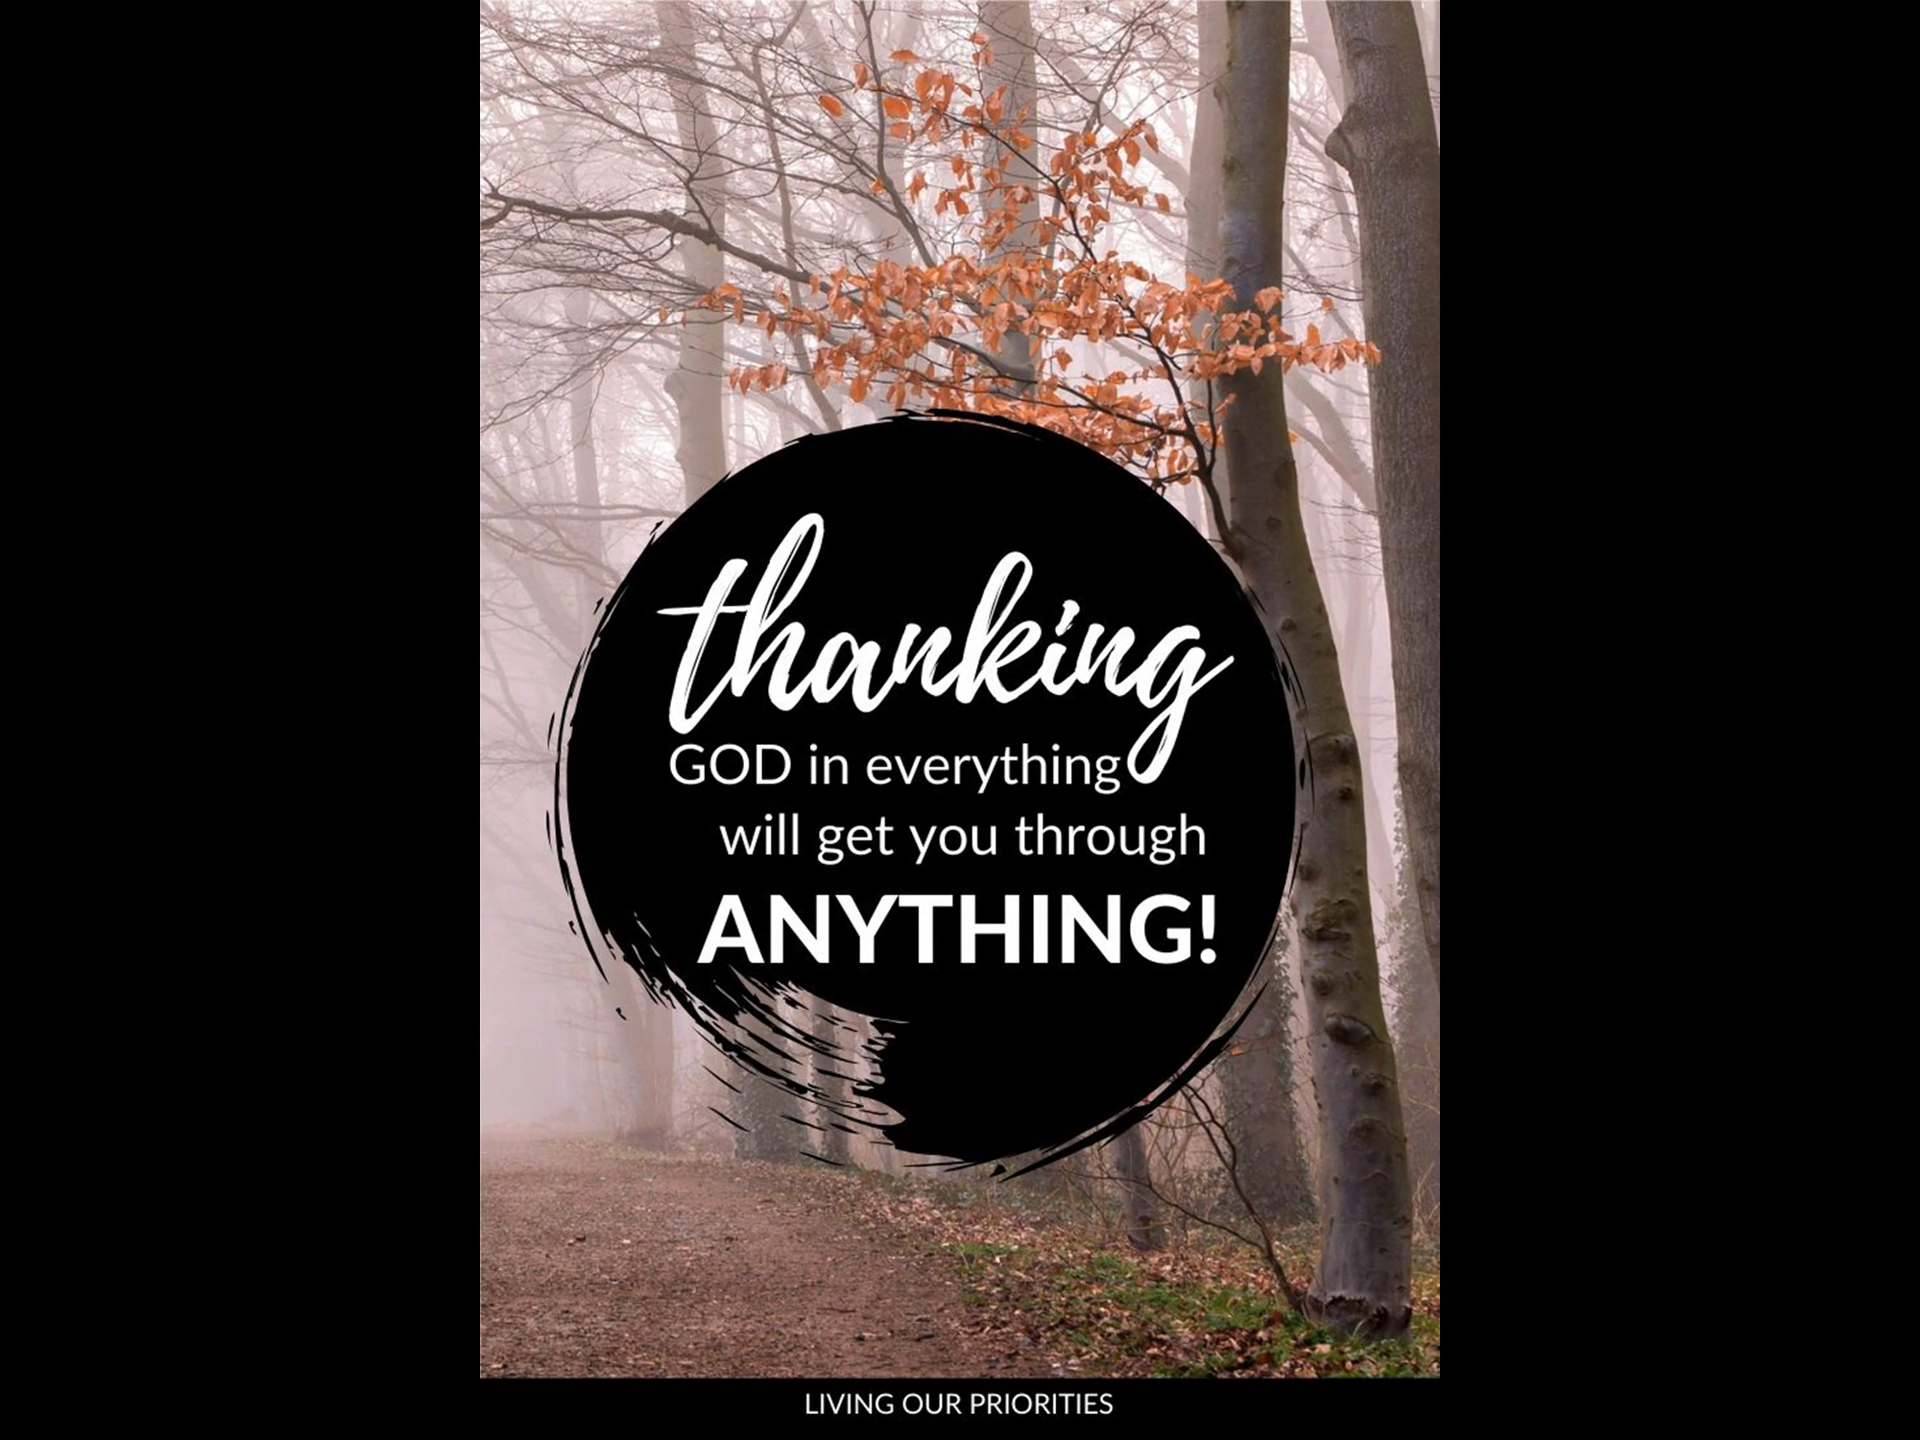 thanking
GOD in everything
will get you through
ANYTHING!
LIVING OUR PRIORITIES